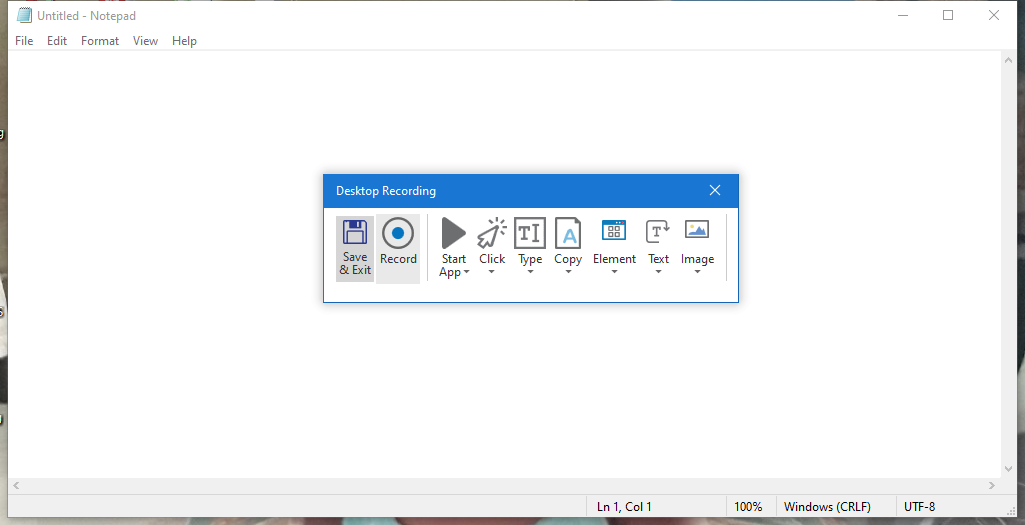 Untitled - Notepad
File Edit Format View Help
Desktop Recording
Save & Exit
Record
Start App
Click
Type
Copy
Element
Text
Image
Ln 1, Col 1
100%
Windows (CRLF)
UTF-8